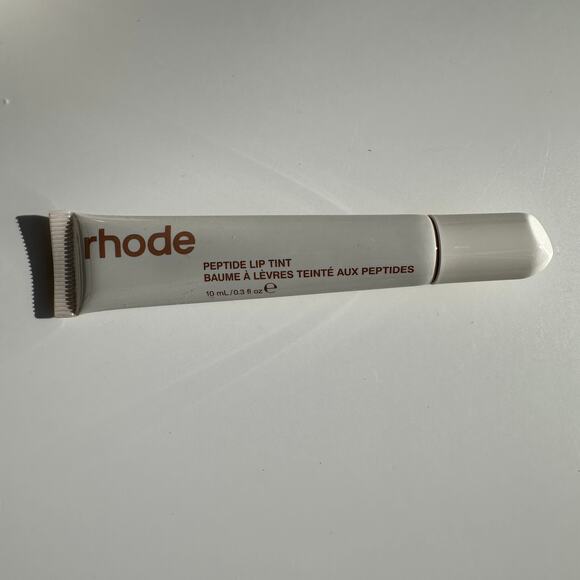 rhode
PEPTIDE LIP TINT
BAUME À LÈVRES TEINTÉ AUX PEPTIDES
10 mL / 0.3 fl oz ℮